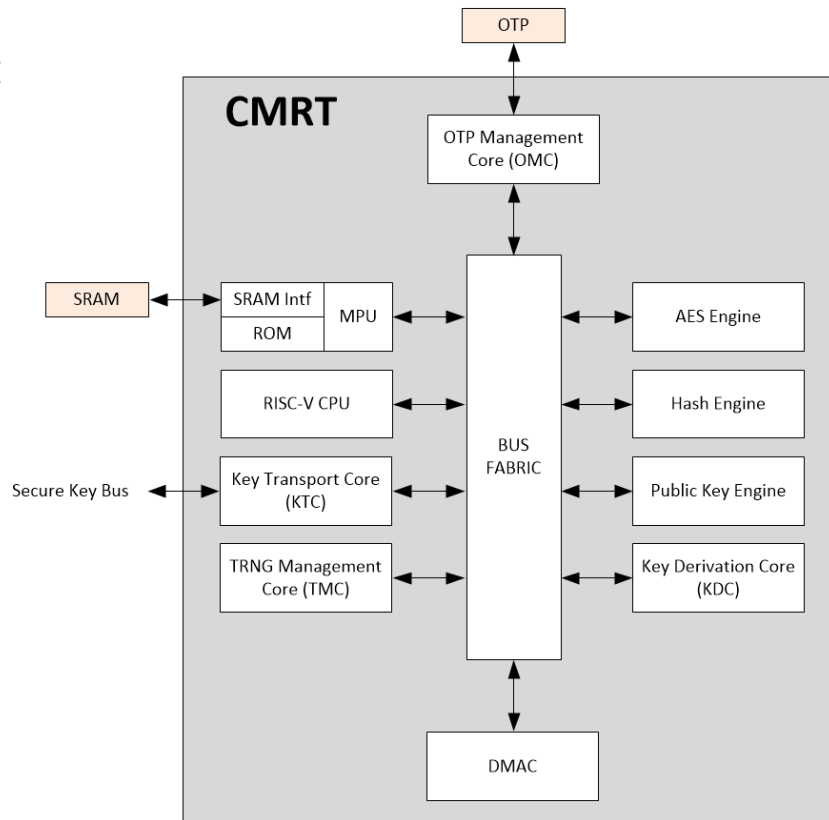 OTP
CMRT
OTP Management
Core (OMC)
SRAM
SRAM Intf
ROM
MPU
AES Engine
RISC-V CPU
Hash Engine
BUS
FABRIC
Secure Key Bus
Key Transport Core
(KTC)
Public Key Engine
TRNG Management
Core (TMC)
Key Derivation Core
(KDC)
DMAC